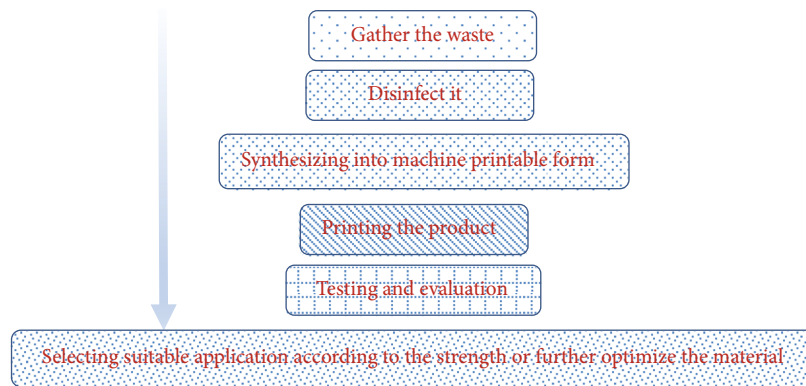 Gather the waste
Disinfect it
Synthesizing into machine printable form
Printing the product
Testing and evaluation
Selecting suitable application according to the strength or further optimize the material